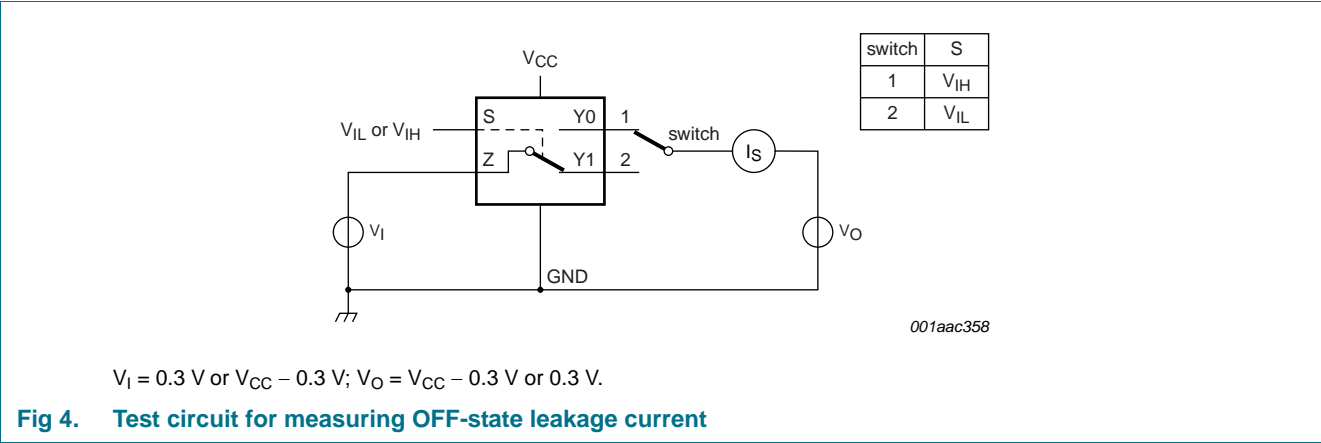 switch S
1 VIH
2 VIL
VCC
VIL or VIH
S Y0 1
switch
IS
Z Y1 2
VI
VO
GND
001aac358
VI = 0.3 V or VCC − 0.3 V; VO = VCC − 0.3 V or 0.3 V.
Fig 4. Test circuit for measuring OFF-state leakage current